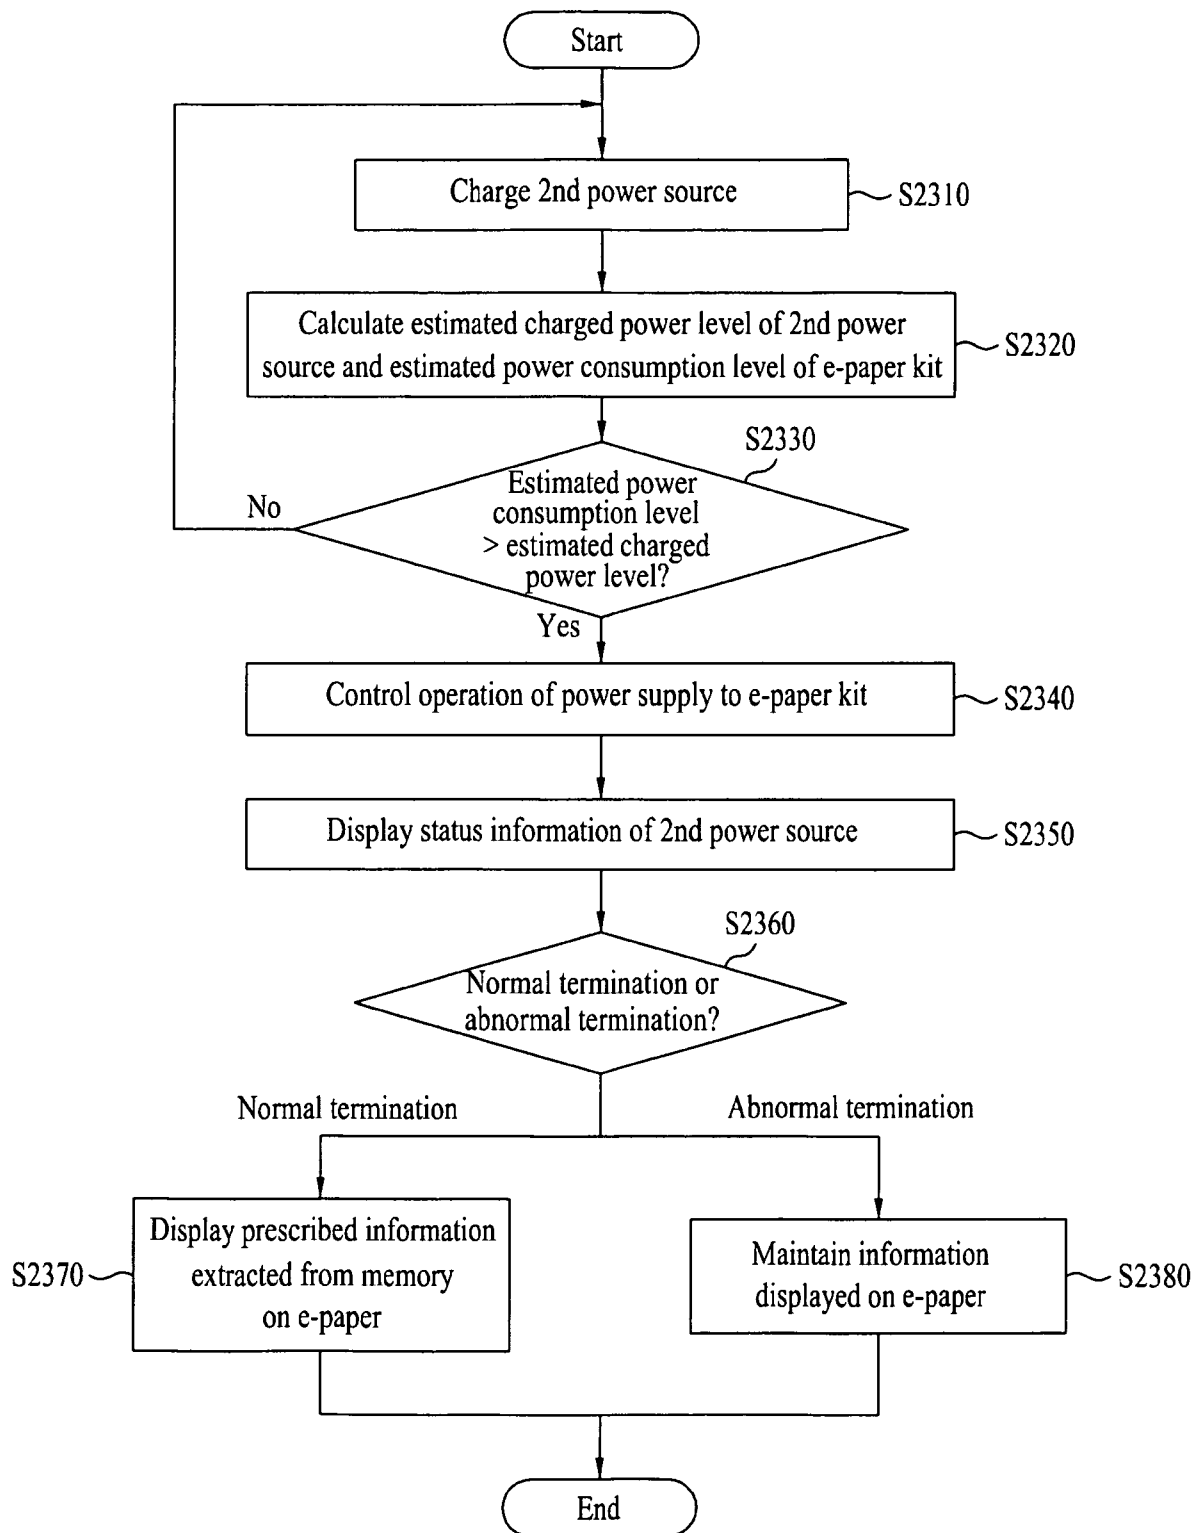 Start
Charge 2nd power source
S2310
Calculate estimated charged power level of 2nd power
source and estimated power consumption level of e-paper kit
S2320
S2330
Estimated power
consumption level
> estimated charged
power level?
No
Yes
Control operation of power supply to e-paper kit
S2340
Display status information of 2nd power source
S2350
S2360
Normal termination or
abnormal termination?
Normal termination
Abnormal termination
Display prescribed information
extracted from memory
on e-paper
S2370
Maintain information
displayed on e-paper
S2380
End